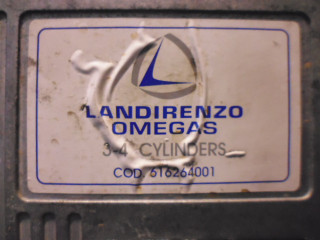 LANDIRENZO
OMEGAS
3-4 CYLINDERS
COD. 616264001